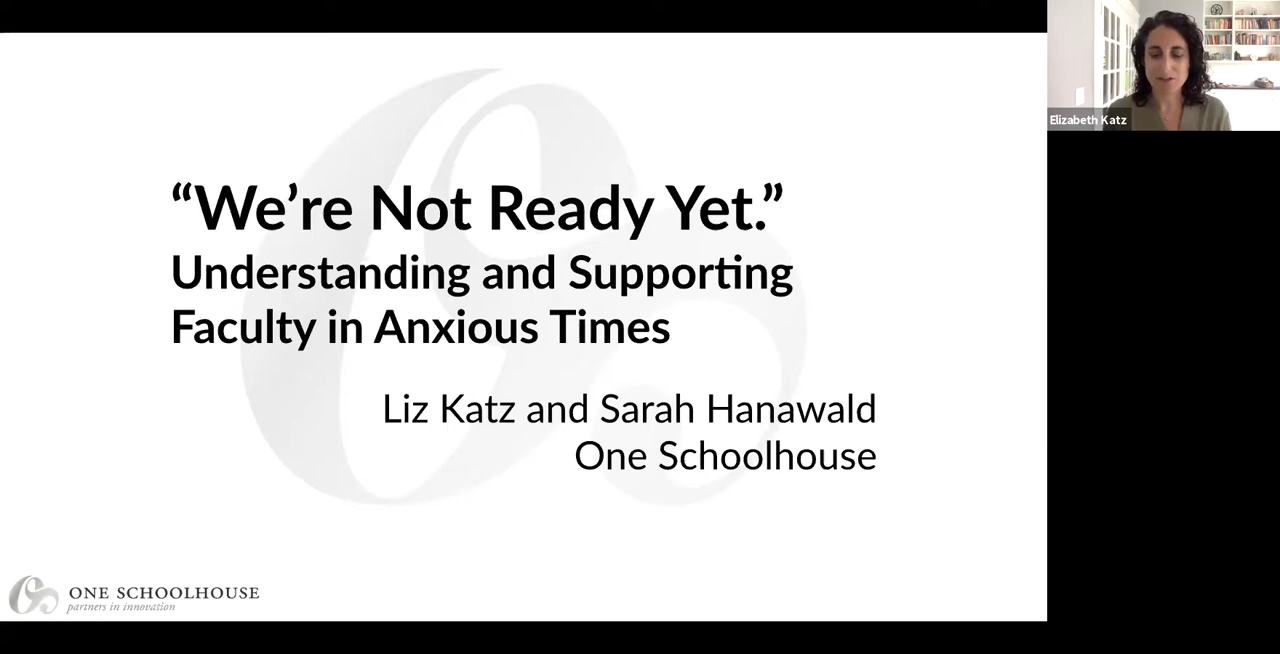 “We’re Not Ready Yet.”
Understanding and Supporting
Faculty in Anxious Times
Liz Katz and Sarah Hanawald
One Schoolhouse
ONE SCHOOLHOUSE
partners in innovation
Elizabeth Katz